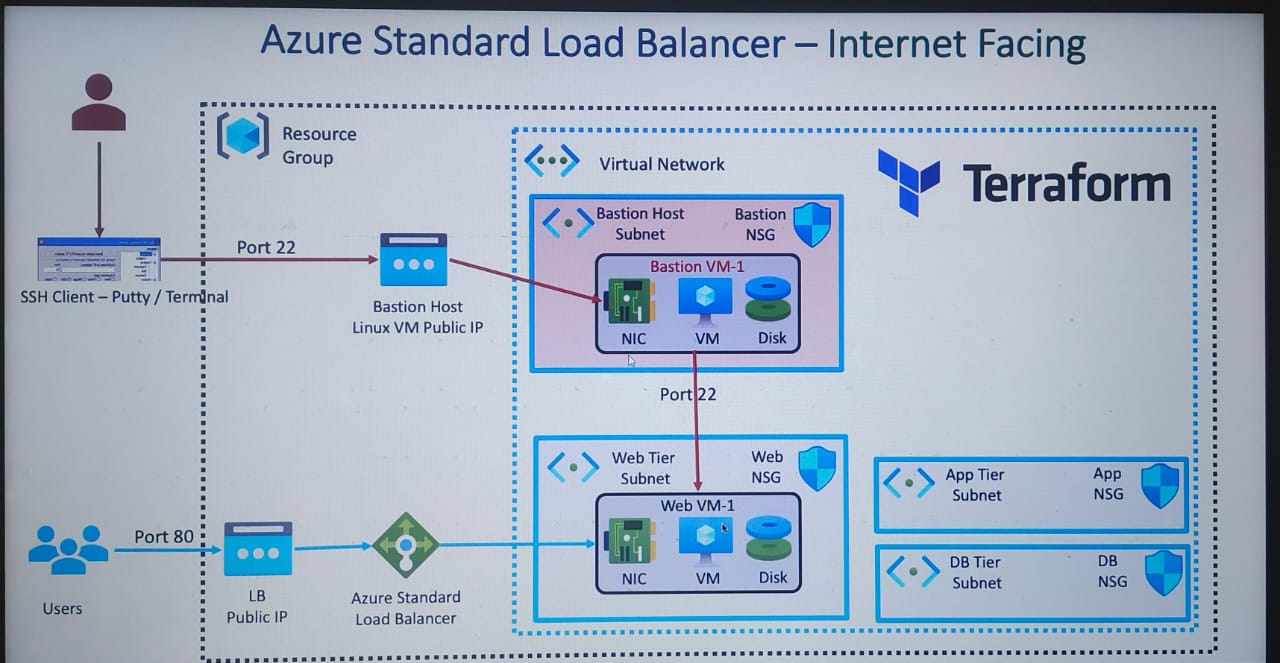 Azure Standard Load Balancer – Internet Facing
Resource
Group
Virtual Network
Terraform
Bastion Host
Subnet
Bastion
NSG
Bastion VM-1
NIC
VM
Disk
Port 22
SSH Client – Putty / Terminal
Bastion Host
Linux VM Public IP
Port 22
Web Tier
Subnet
Web
NSG
Web VM-1
NIC
VM
Disk
App Tier
Subnet
App
NSG
DB Tier
Subnet
DB
NSG
Port 80
Users
LB
Public IP
Azure Standard
Load Balancer